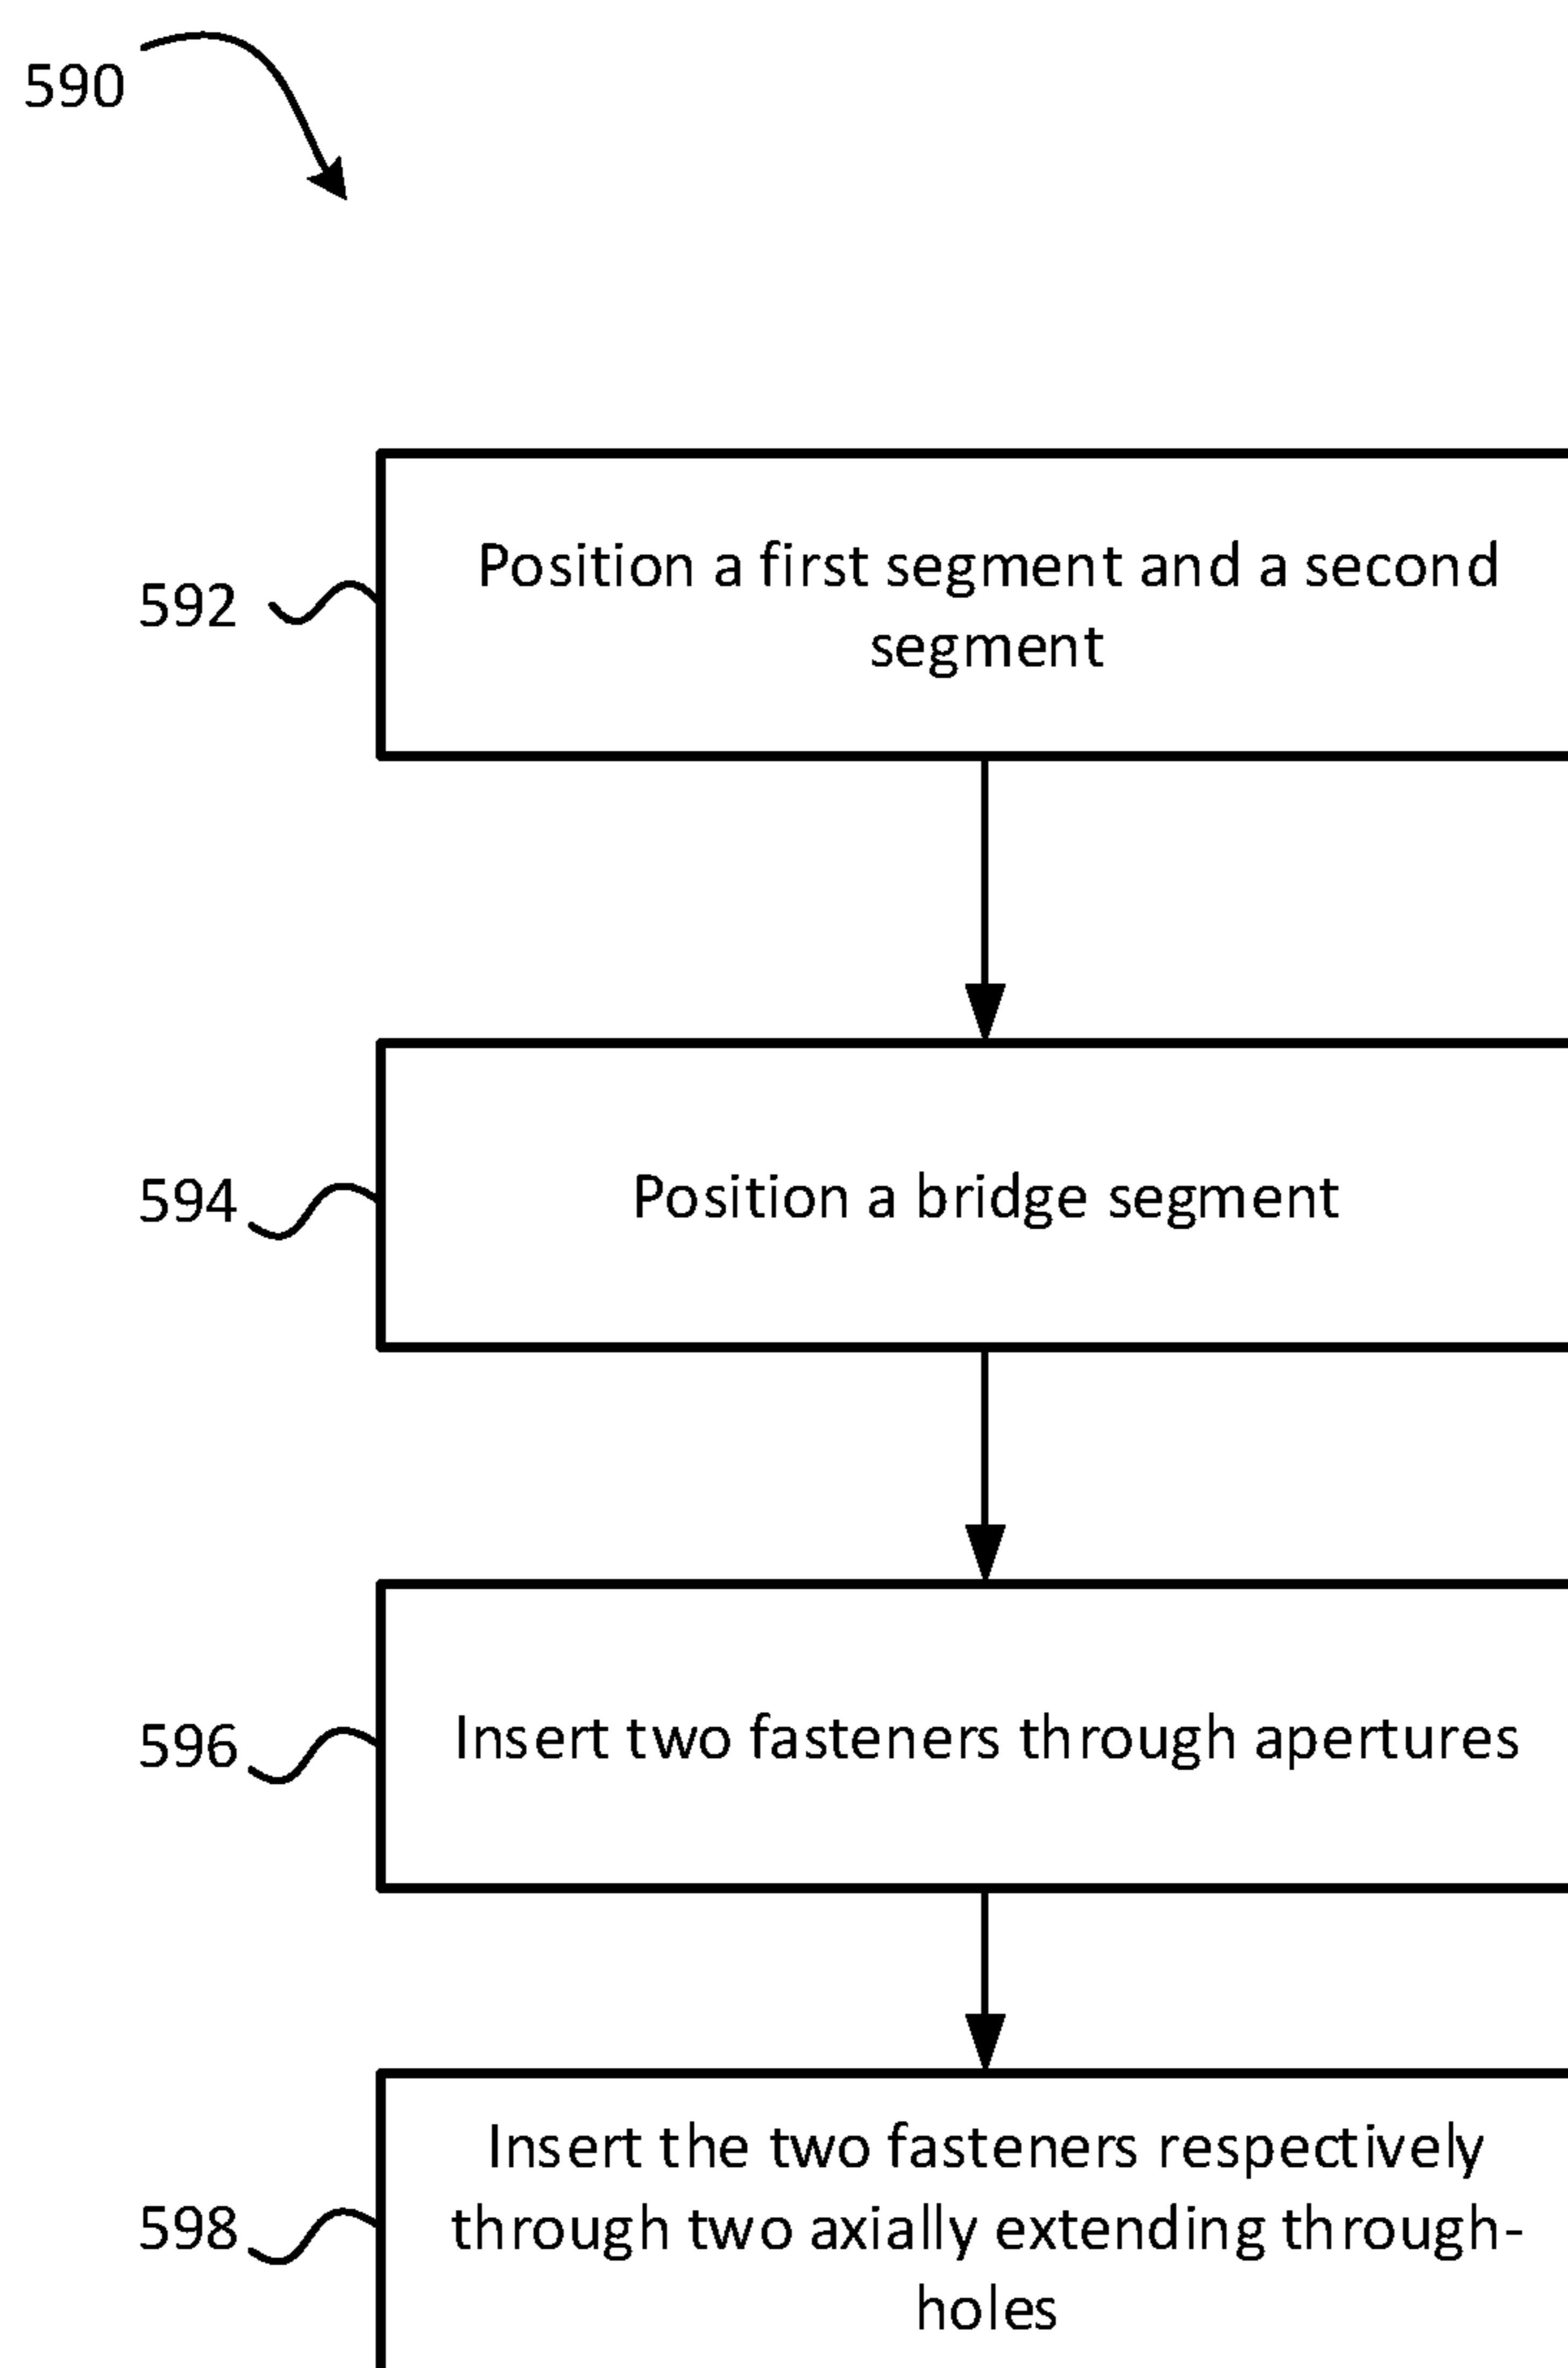 590
592
Position a first segment and a second
segment
594
Position a bridge segment
596
Insert two fasteners through apertures
598
Insert the two fasteners respectively
through two axially extending through-
holes